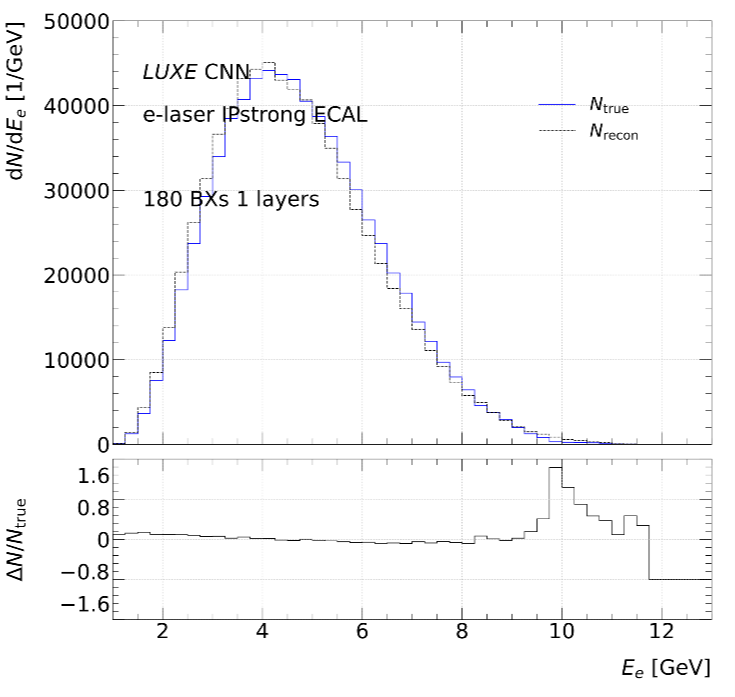 50000
40000
30000
20000
10000
0
dN/dE_e [1/GeV]
LUXE CNN
e-laser IPstrong ECAL
180 BXs 1 layers
N_true
N_recon
1.6
0.8
0
−0.8
−1.6
ΔN/N_true
2 4 6 8 10 12
E_e [GeV]